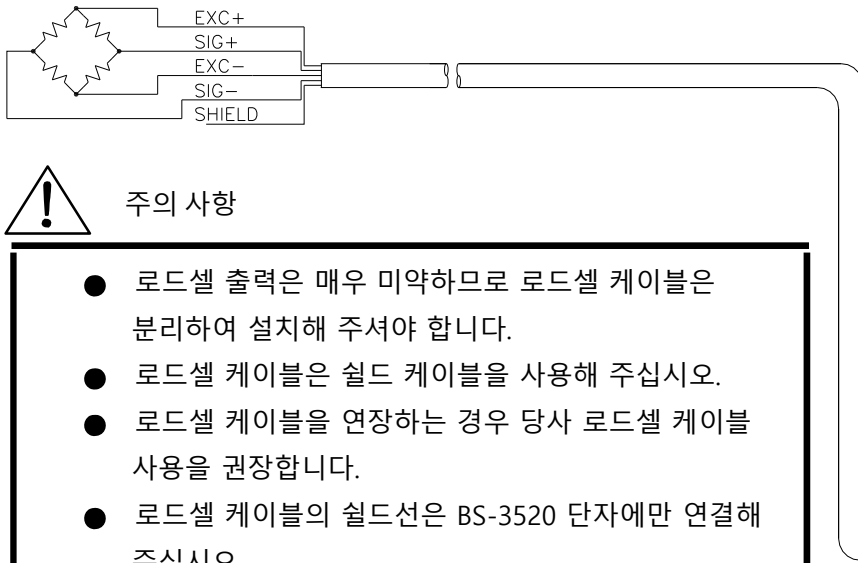 EXC+
SIG+
EXC−
SIG−
SHIELD
주의 사항
● 로드셀 출력은 매우 미약하므로 로드셀 케이블은
분리하여 설치해 주셔야 합니다.
● 로드셀 케이블은 쉴드 케이블을 사용해 주십시오.
● 로드셀 케이블을 연장하는 경우 당사 로드셀 케이블
사용을 권장합니다.
● 로드셀 케이블의 쉴드선은 BS-3520 단자에만 연결해
주십시오